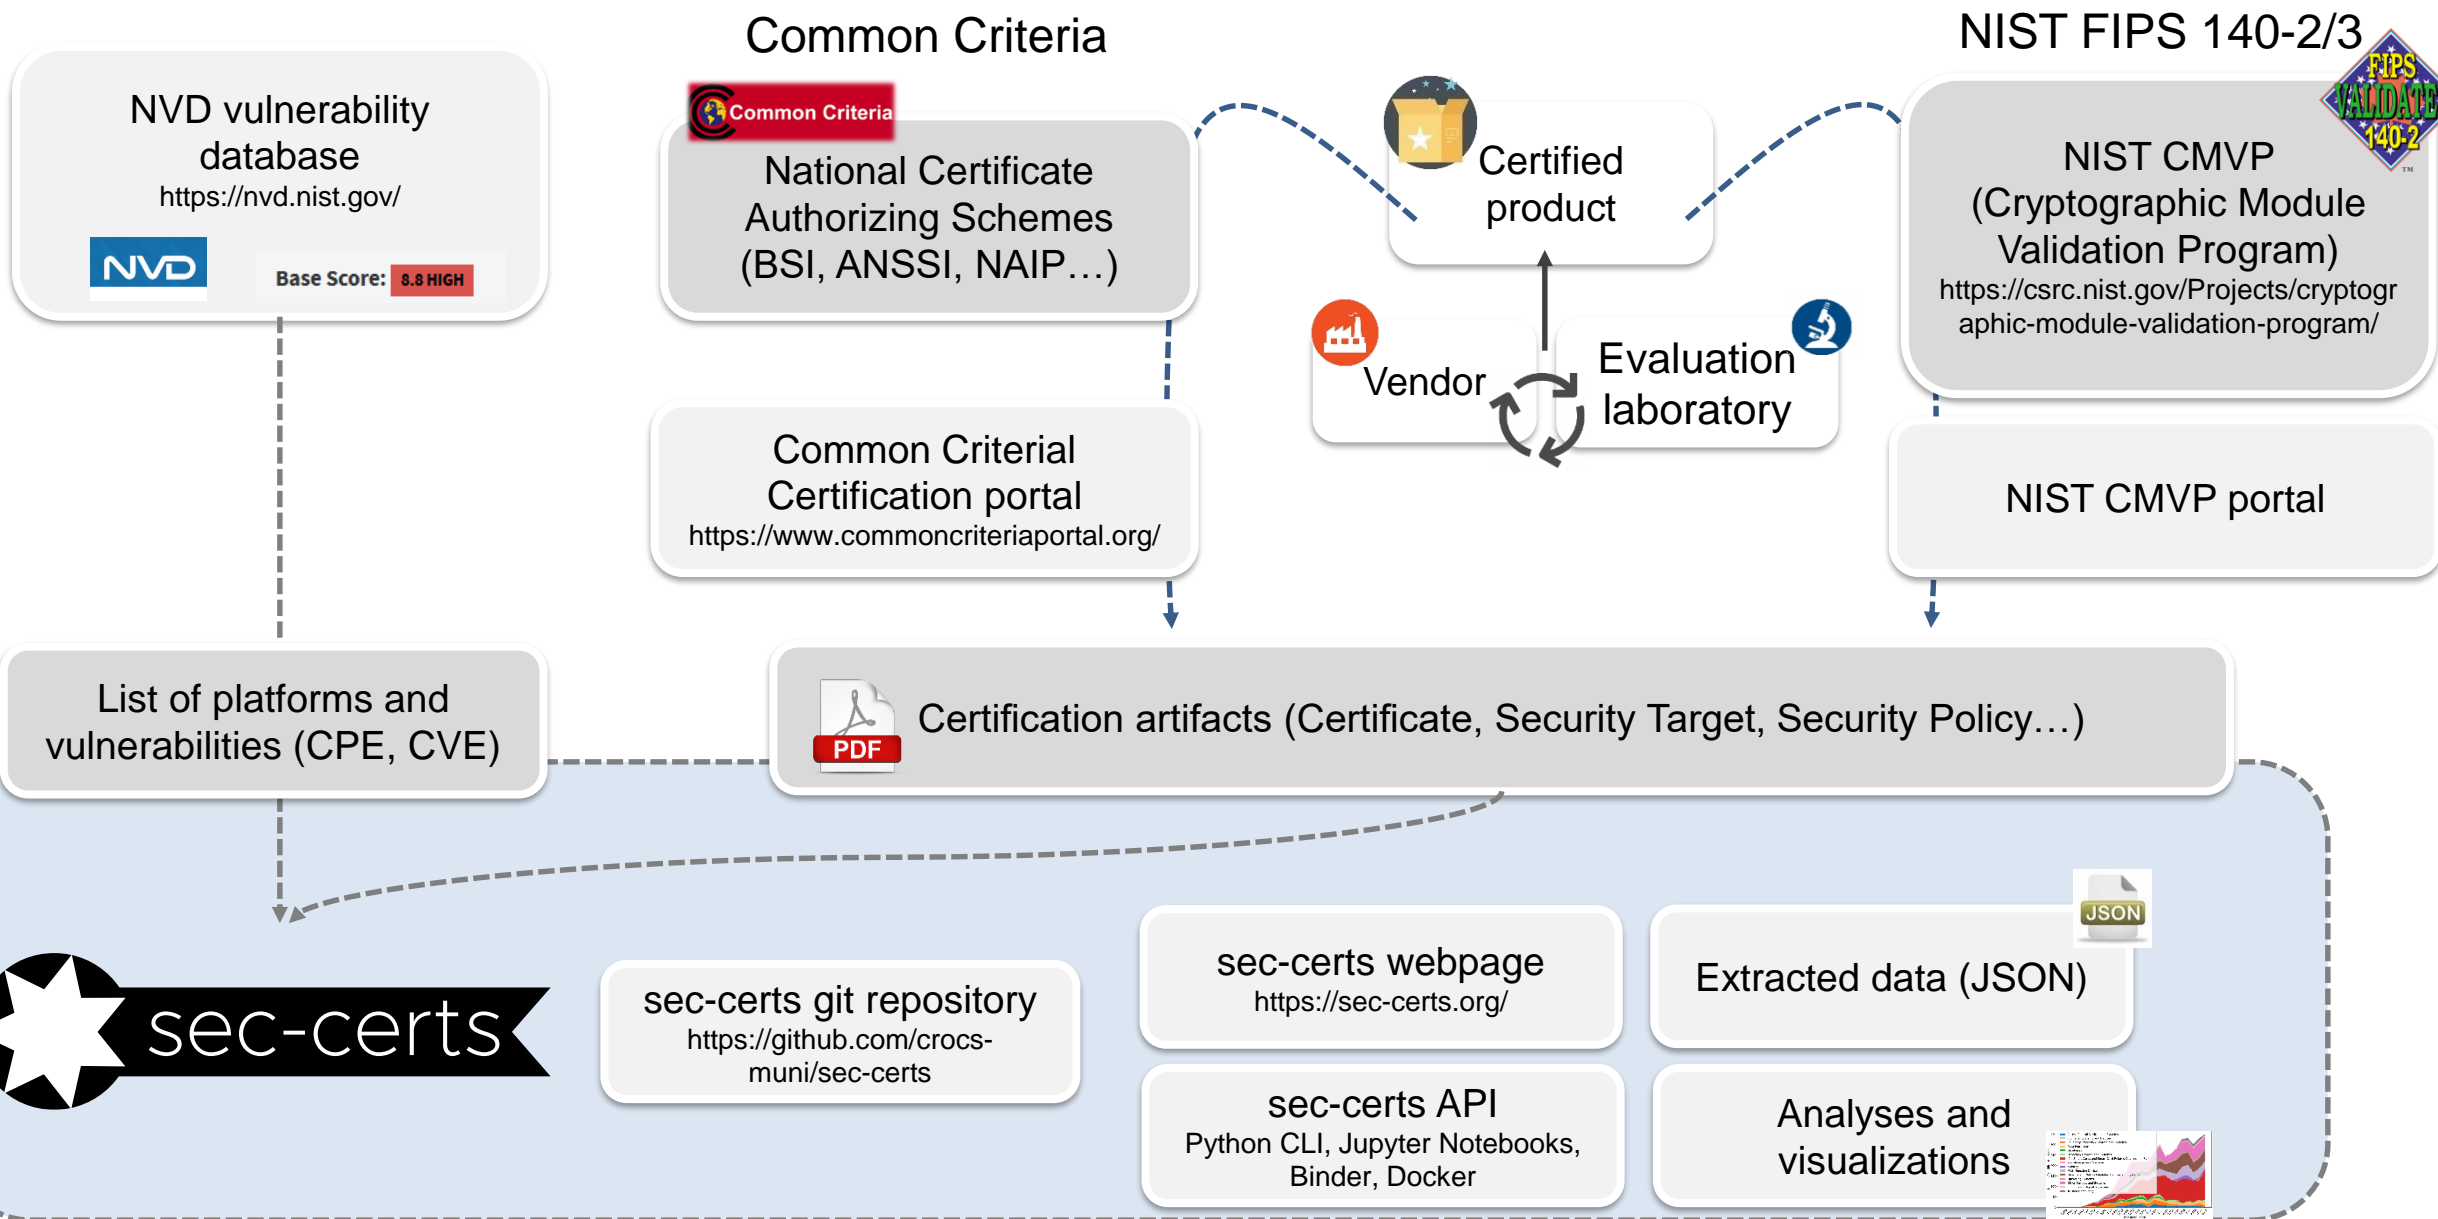 Common Criteria
NIST FIPS 140-2/3
NVD vulnerability
database
https://nvd.nist.gov/
NVD
Base Score: 8.8 HIGH
Common Criteria
National Certificate
Authorizing Schemes
(BSI, ANSSI, NAIP…)
Certified
product
FIPS
VALIDATE
140-2
TM
NIST CMVP
(Cryptographic Module
Validation Program)
https://csrc.nist.gov/Projects/cryptogr
aphic-module-validation-program/
Vendor
Evaluation
laboratory
Common Criterial
Certification portal
https://www.commoncriteriaportal.org/
NIST CMVP portal
List of platforms and
vulnerabilities (CPE, CVE)
PDF
Certification artifacts (Certificate, Security Target, Security Policy…)
sec-certs
sec-certs git repository
https://github.com/crocs-
muni/sec-certs
sec-certs webpage
https://sec-certs.org/
JSON
Extracted data (JSON)
sec-certs API
Python CLI, Jupyter Notebooks,
Binder, Docker
Analyses and
visualizations